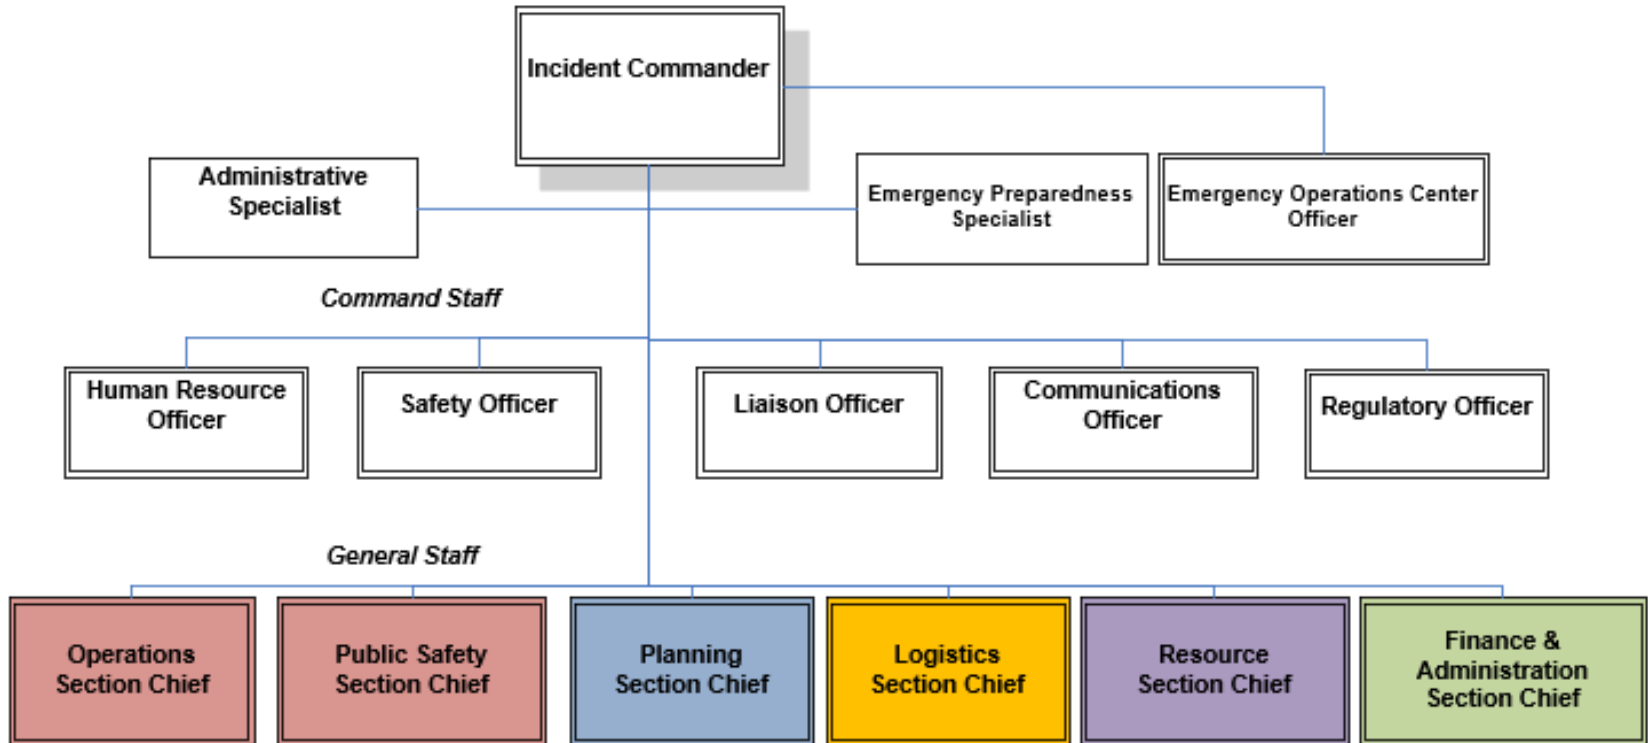 Incident Commander
Administrative
Specialist
Emergency Preparedness
Specialist
Emergency Operations Center
Officer
Command Staff
Human Resource
Officer
Safety Officer
Liaison Officer
Communications
Officer
Regulatory Officer
General Staff
Operations
Section Chief
Public Safety
Section Chief
Planning
Section Chief
Logistics
Section Chief
Resource
Section Chief
Finance &
Administration
Section Chief